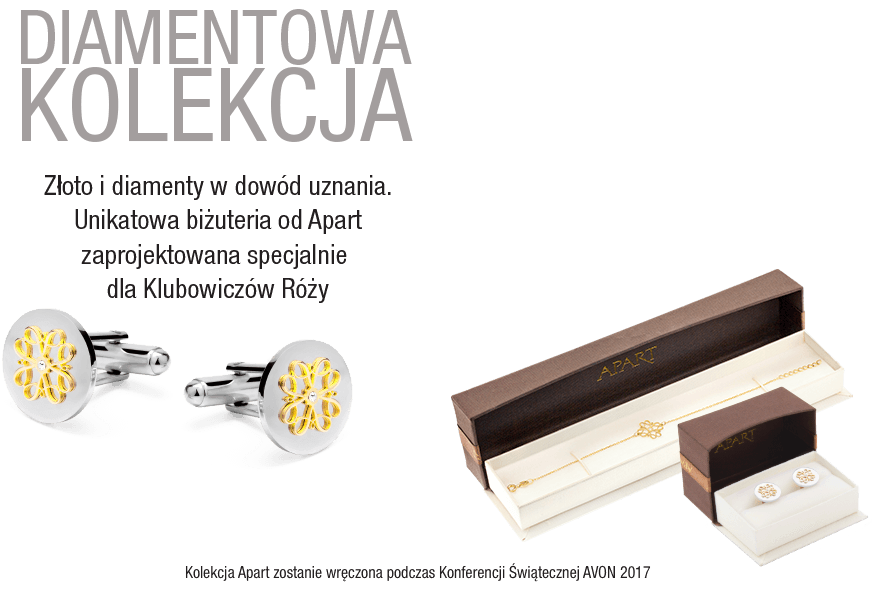 DIAMENTOWA
KOLEKCJA
Złoto i diamenty w dowód uznania.
Unikatowa biżuteria od Apart
zaprojektowana specjalnie
dla Klubowiczów Róży
APART
APART
Kolekcja Apart zostanie wręczona podczas Konferencji Świątecznej AVON 2017